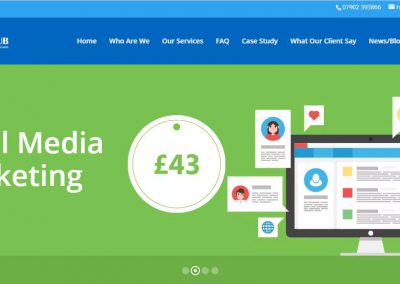 07902 393866
UB
Home Who Are We Our Services FAQ Case Study What Our Client Say News/Blo
l Media
keting
£43